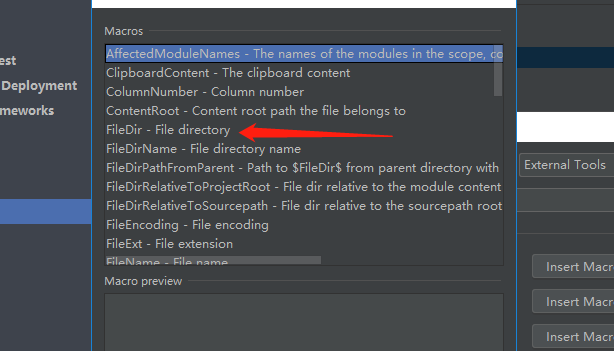 Macros
est
Deployment
meworks
AffectedModuleNames - The names of the modules in the scope, co
ClipboardContent - The clipboard content
ColumnNumber - Column number
ContentRoot - Content root path the file belongs to
FileDir - File directory
FileDirName - File directory name
FileDirPathFromParent - Path to $FileDir$ from parent directory with
FileDirRelativeToProjectRoot - File dir relative to the module content
FileDirRelativeToSourcepath - File dir relative to the sourcepath root
FileEncoding - File encoding
FileExt - File extension
FileName - File name
Macro preview
External Tools
Insert Macr
Insert Macr
Insert Macr